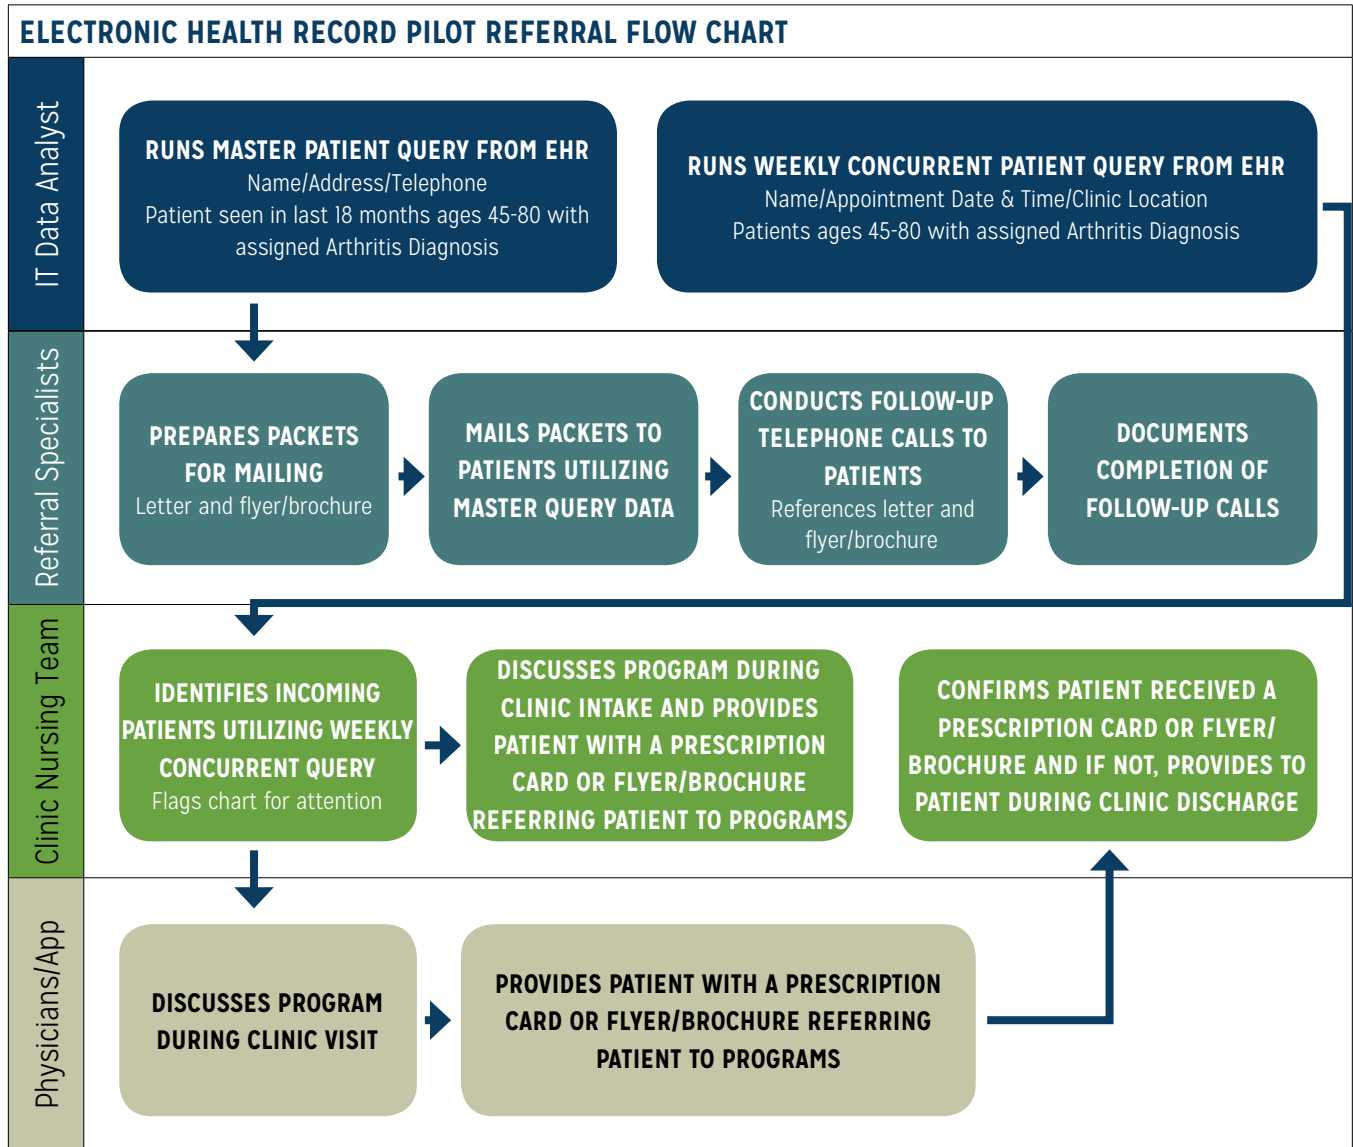 ELECTRONIC HEALTH RECORD PILOT REFERRAL FLOW CHART
IT Data Analyst
RUNS MASTER PATIENT QUERY FROM EHR
Name/Address/Telephone
Patient seen in last 18 months ages 45-80 with
assigned Arthritis Diagnosis
RUNS WEEKLY CONCURRENT PATIENT QUERY FROM EHR
Name/Appointment Date & Time/Clinic Location
Patients ages 45-80 with assigned Arthritis Diagnosis
Referral Specialists
PREPARES PACKETS
FOR MAILING
Letter and flyer/brochure
MAILS PACKETS TO
PATIENTS UTILIZING
MASTER QUERY DATA
CONDUCTS FOLLOW-UP
TELEPHONE CALLS TO
PATIENTS
References letter and
flyer/brochure
DOCUMENTS
COMPLETION OF
FOLLOW-UP CALLS
Clinic Nursing Team
IDENTIFIES INCOMING
PATIENTS UTILIZING WEEKLY
CONCURRENT QUERY
Flags chart for attention
DISCUSSES PROGRAM DURING
CLINIC INTAKE AND PROVIDES
PATIENT WITH A PRESCRIPTION
CARD OR FLYER/BROCHURE
REFERRING PATIENT TO PROGRAMS
CONFIRMS PATIENT RECEIVED A
PRESCRIPTION CARD OR FLYER/
BROCHURE AND IF NOT, PROVIDES TO
PATIENT DURING CLINIC DISCHARGE
Physicians/App
DISCUSSES PROGRAM
DURING CLINIC VISIT
PROVIDES PATIENT WITH A PRESCRIPTION
CARD OR FLYER/BROCHURE REFERRING
PATIENT TO PROGRAMS